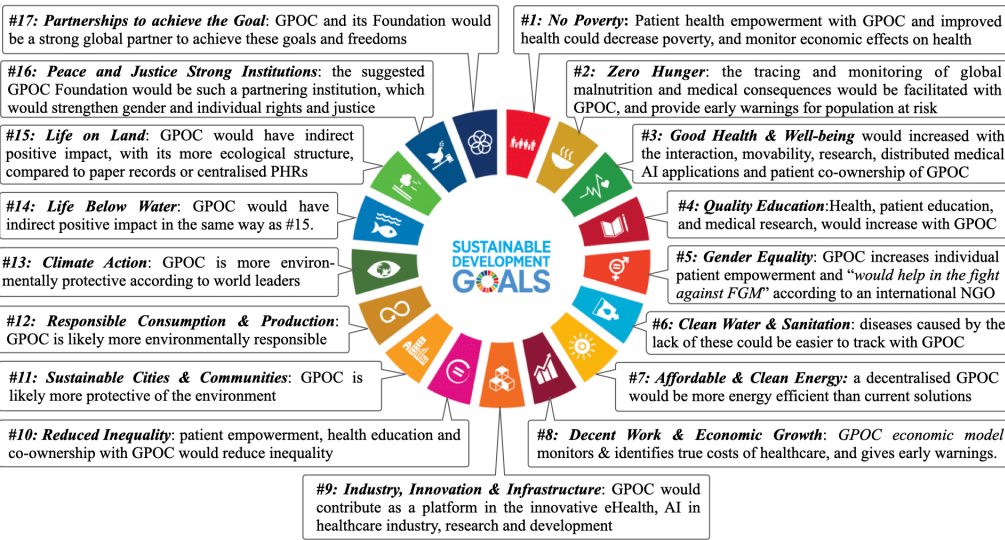 #17: Partnerships to achieve the Goal: GPOC and its Foundation would
be a strong global partner to achieve these goals and freedoms
#1: No Poverty: Patient health empowerment with GPOC and improved
health could decrease poverty, and monitor economic effects on health
#16: Peace and Justice Strong Institutions: the suggested
GPOC Foundation would be such a partnering institution, which
would strengthen gender and individual rights and justice
#2: Zero Hunger: the tracing and monitoring of global
malnutrition and medical consequences would be facilitated with
GPOC, and provide early warnings for population at risk
#15: Life on Land: GPOC would have indirect
positive impact, with its more ecological structure,
compared to paper records or centralised PHRs
#3: Good Health & Well-being would increased with
the interaction, movability, research, distributed medical
AI applications and patient co-ownership of GPOC
#14: Life Below Water: GPOC would have
indirect positive impact in the same way as #15.
#4: Quality Education:Health, patient education,
and medical research, would increase with GPOC
SUSTAINABLE
DEVELOPMENT
GOALS
#13: Climate Action: GPOC is more environ-
mentally protective according to world leaders
#5: Gender Equality: GPOC increases individual
patient empowerment and “would help in the fight
against FGM” according to an international NGO
#12: Responsible Consumption & Production:
GPOC is likely more environmentally responsible
#6: Clean Water & Sanitation: diseases caused by the
lack of these could be easier to track with GPOC
#11: Sustainable Cities & Communities: GPOC is
likely more protective of the environment
#7: Affordable & Clean Energy: a decentralised GPOC
would be more energy efficient than current solutions
#10: Reduced Inequality: patient empowerment, health education and
co-ownership with GPOC would reduce inequality
#8: Decent Work & Economic Growth: GPOC economic model
monitors & identifies true costs of healthcare, and gives early warnings.
#9: Industry, Innovation & Infrastructure: GPOC would
contribute as a platform in the innovative eHealth, AI in
healthcare industry, research and development